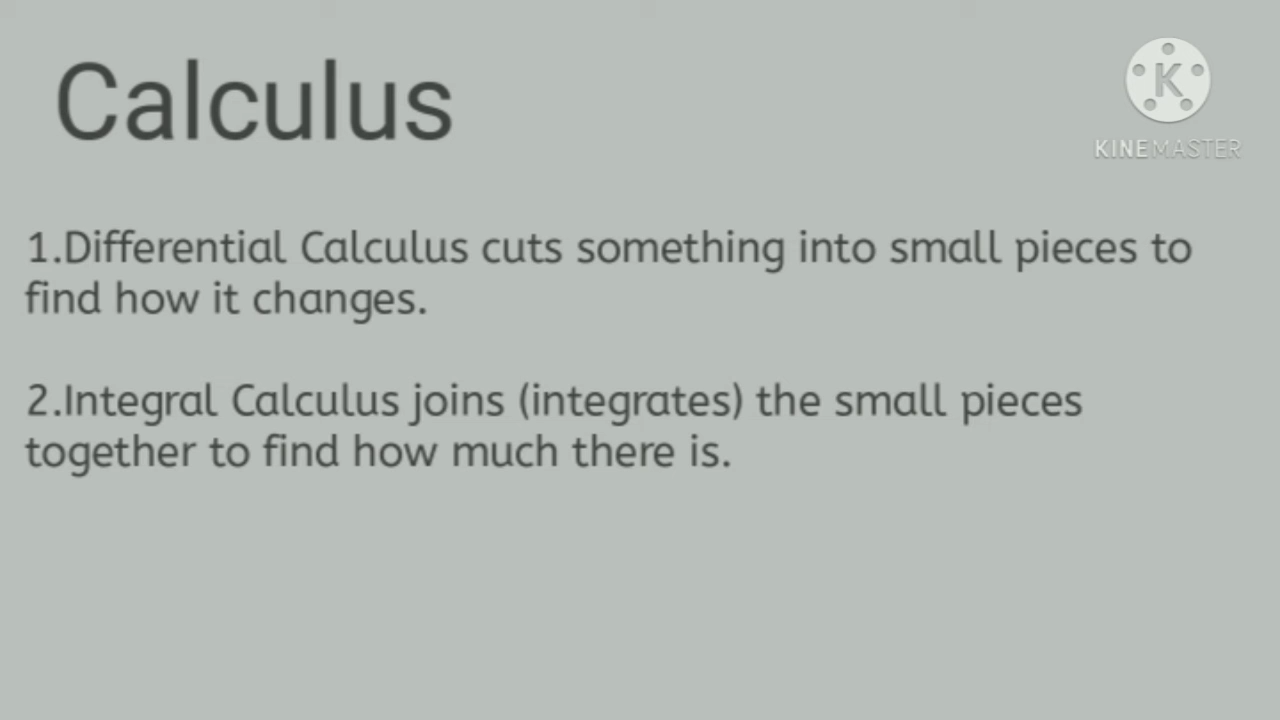 Calculus
K
KINEMASTER
1.Differential Calculus cuts something into small pieces to
find how it changes.
2.Integral Calculus joins (integrates) the small pieces
together to find how much there is.